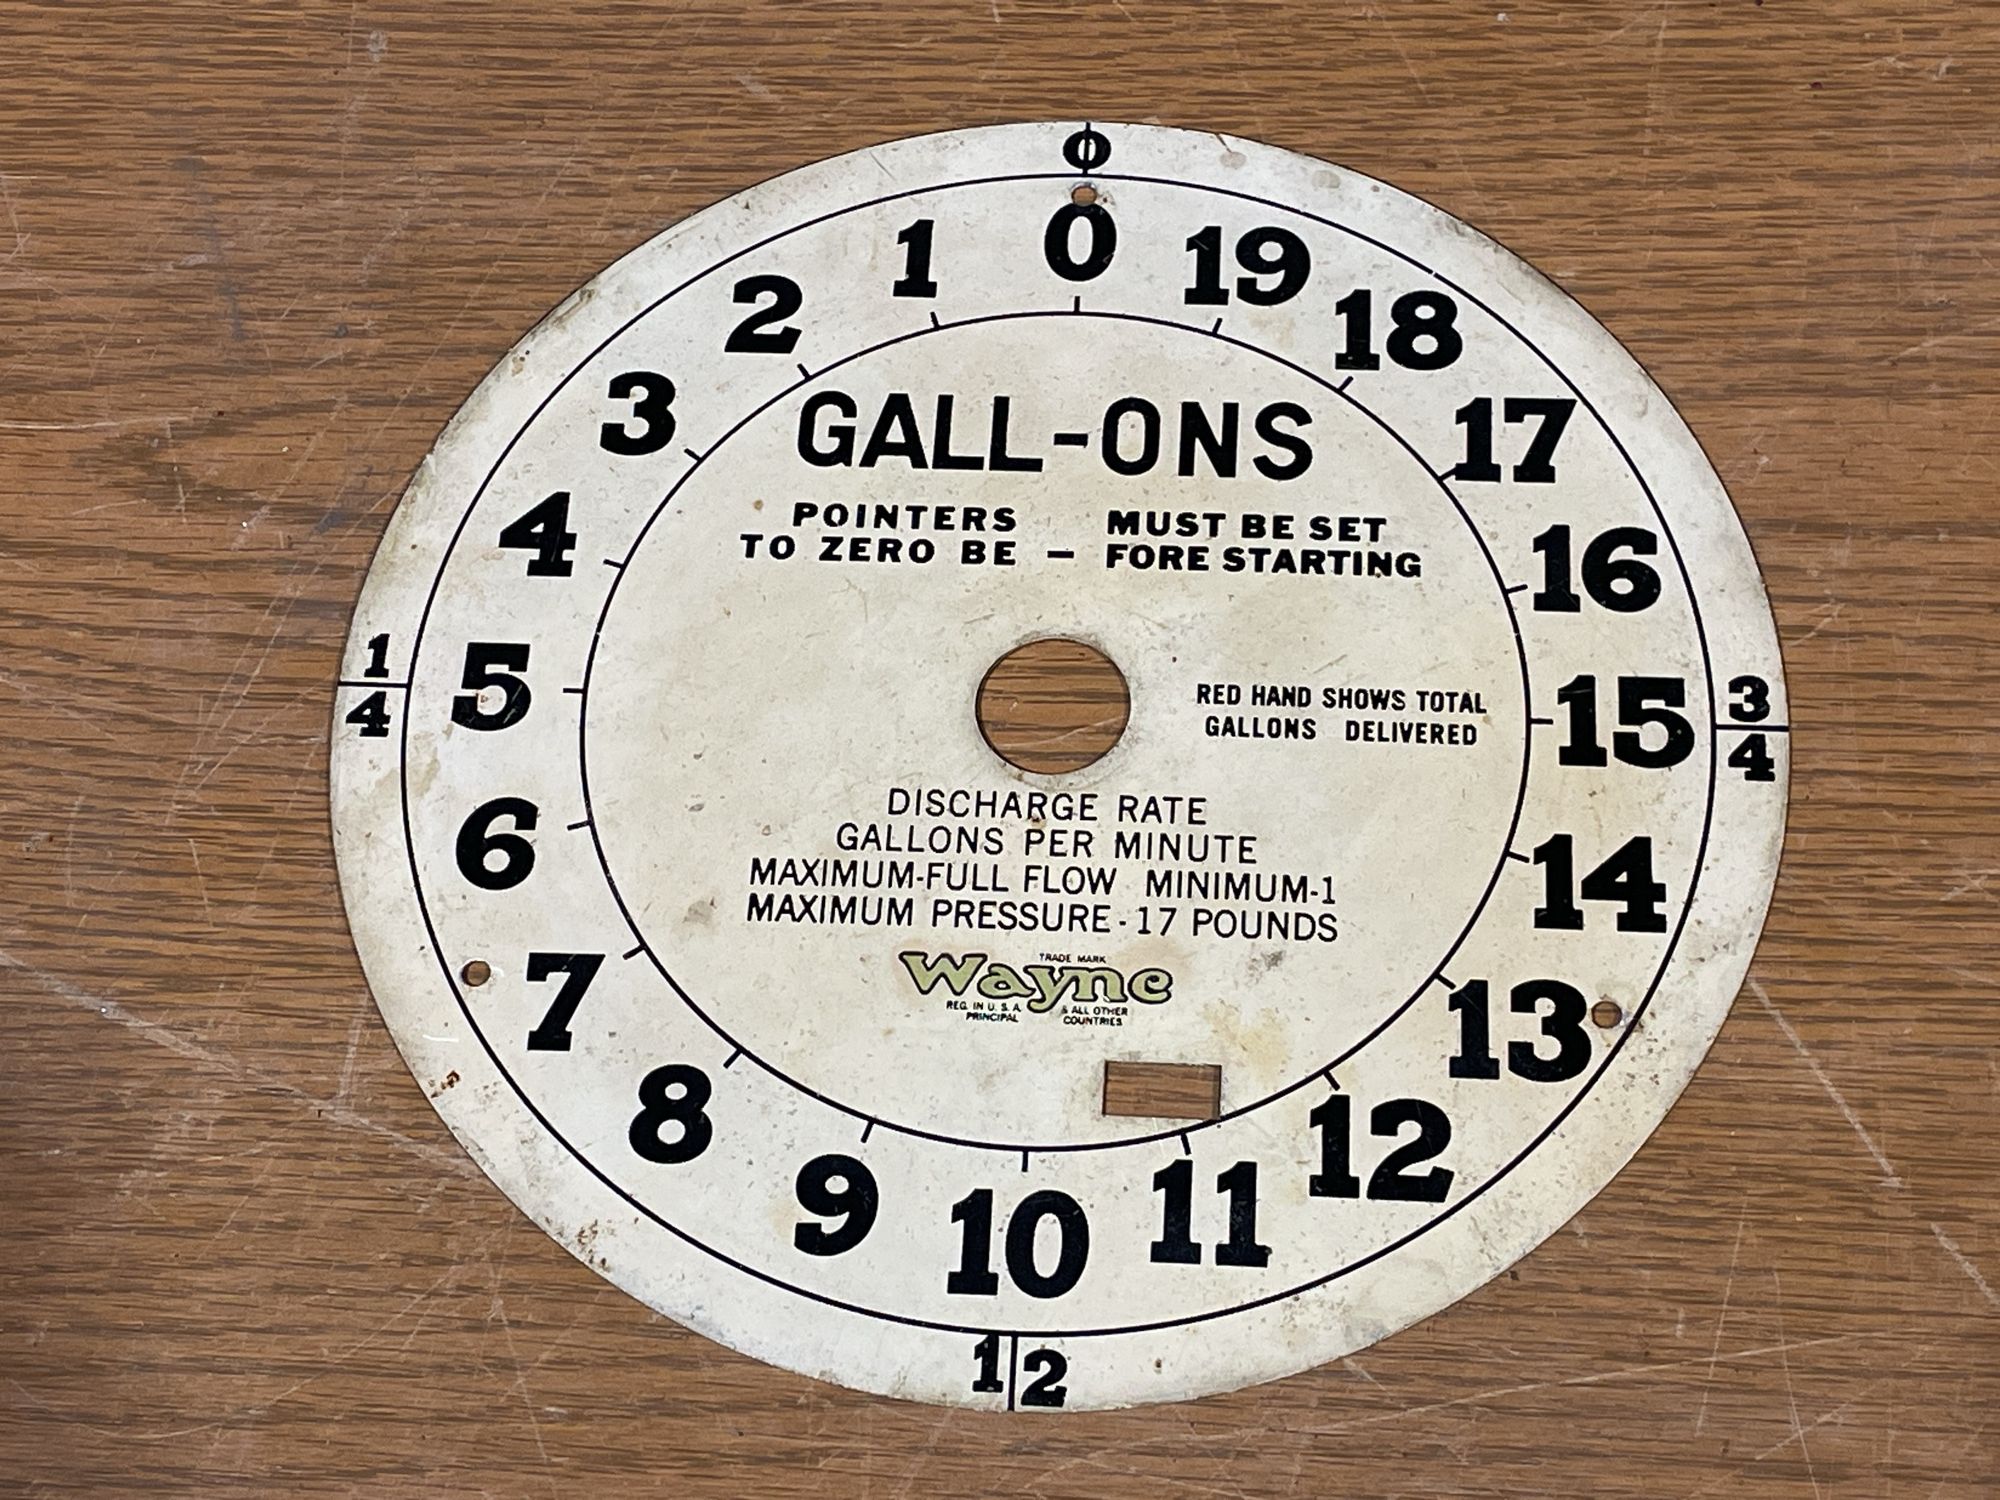 0
0
1
2
3
4
5
6
7
8
9
10
11
12
13
14
15
16
17
18
19
1
4
1 2
3
4
GALL-ONS
POINTERS MUST BE SET
TO ZERO BE - FORE STARTING
RED HAND SHOWS TOTAL
GALLONS DELIVERED
DISCHARGE RATE
GALLONS PER MINUTE
MAXIMUM-FULL FLOW MINIMUM-1
MAXIMUM PRESSURE-17 POUNDS
TRADE MARK
Wayne
REG. IN U.S.A. & ALL OTHER
PRINCIPAL COUNTRIES